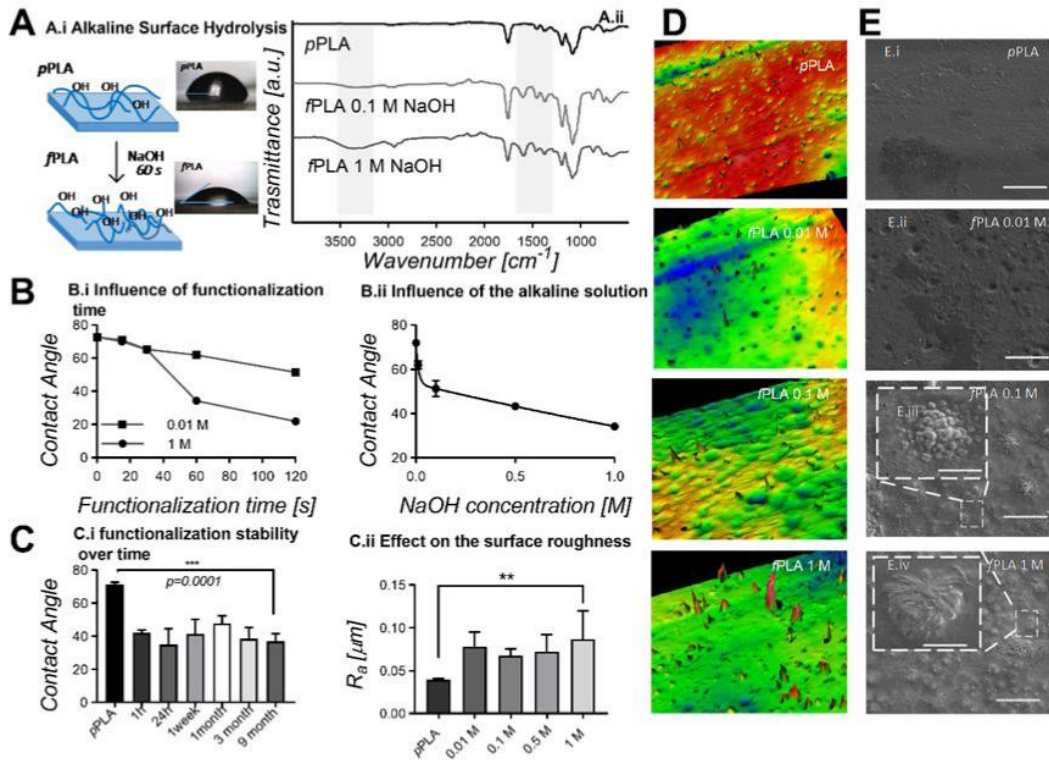 A
A.i Alkaline Surface Hydrolysis
pPLA
OH
OH
OH
OH
pPLA
NaOH
60 s
fPLA
OH
OH
OH
OH
OH
OH
OH
OH
OH
fPLA
A.ii
Trasmittance [a.u.]
pPLA
fPLA 0.1 M NaOH
fPLA 1 M NaOH
3500 2500 1500 500
Wavenumber [cm-1]
B
B.i Influence of functionalization
time
Contact Angle
80
60
40
20
0
0.01 M
1 M
0 20 40 60 80 100 120
Functionalization time [s]
B.ii Influence of the alkaline solution
Contact Angle
80
60
40
20
0.0 0.5 1.0
NaOH concentration [M]
C
C.i functionalization stability
over time
Contact Angle
80
60
40
20
0
***
p=0.0001
pPLA 1h 24h 1week 1month 3 month 9 month
C.ii Effect on the surface roughness
Ra [μm]
0.15
0.10
0.05
0.00
**
pPLA 0.01 M 0.1 M 0.5 M 1 M
D
pPLA
fPLA 0.01 M
fPLA 0.1 M
fPLA 1 M
E
E.i pPLA
E.ii fPLA 0.01 M
E.iii fPLA 0.1 M
E.iv fPLA 1 M